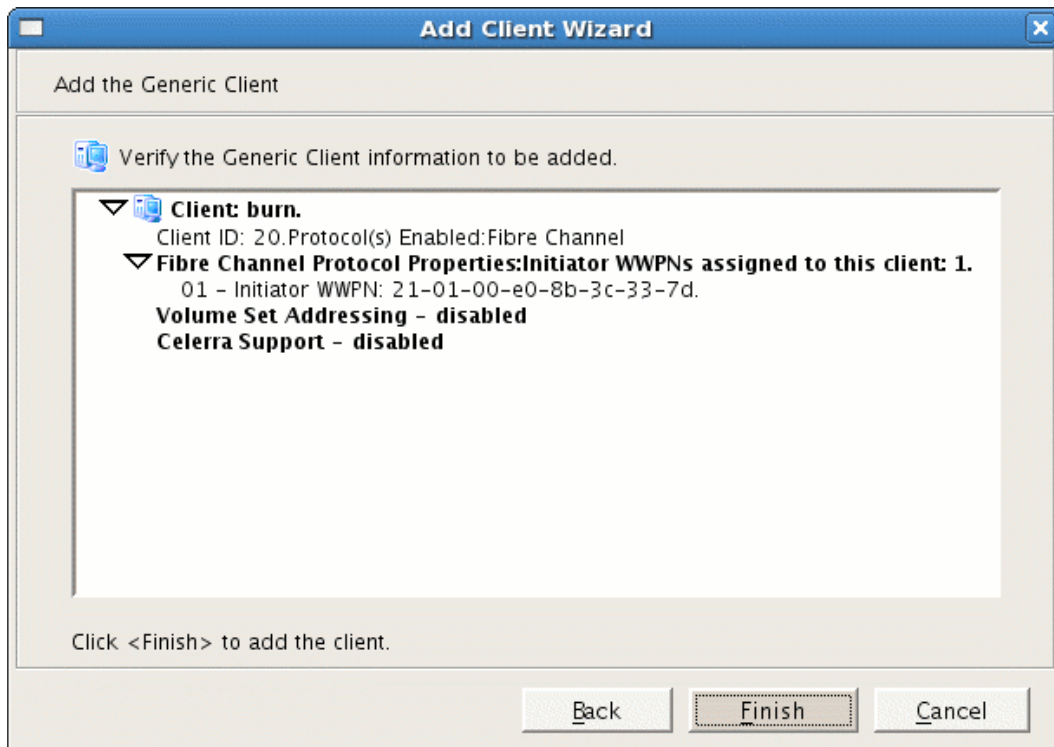 Add Client Wizard
Add the Generic Client
Verify the Generic Client information to be added.
Client: burn.
Client ID: 20.Protocol(s) Enabled:Fibre Channel
Fibre Channel Protocol Properties:Initiator WWPNs assigned to this client: 1.
01 - Initiator WWPN: 21-01-00-e0-8b-3c-33-7d.
Volume Set Addressing - disabled
Celerra Support - disabled
Click <Finish> to add the client.
Back Finish Cancel